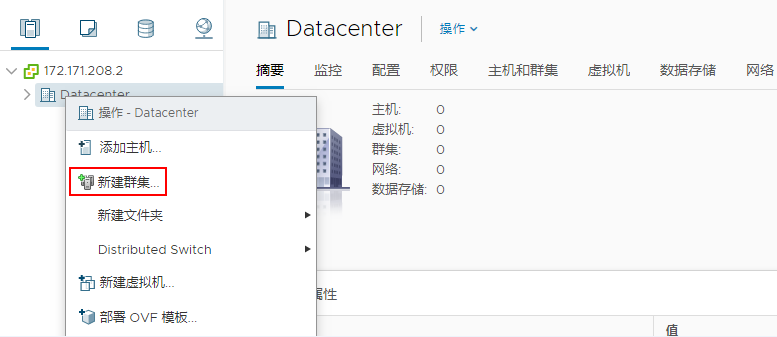 Datacenter
操作
172.171.208.2
Datacenter
摘要 监控 配置 权限 主机和群集 虚拟机 数据存储 网络
操作 - Datacenter
添加主机...
新建群集...
新建文件夹
Distributed Switch
新建虚拟机...
部署 OVF 模板...
主机: 0
虚拟机: 0
群集: 0
网络: 0
数据存储: 0
属性
值